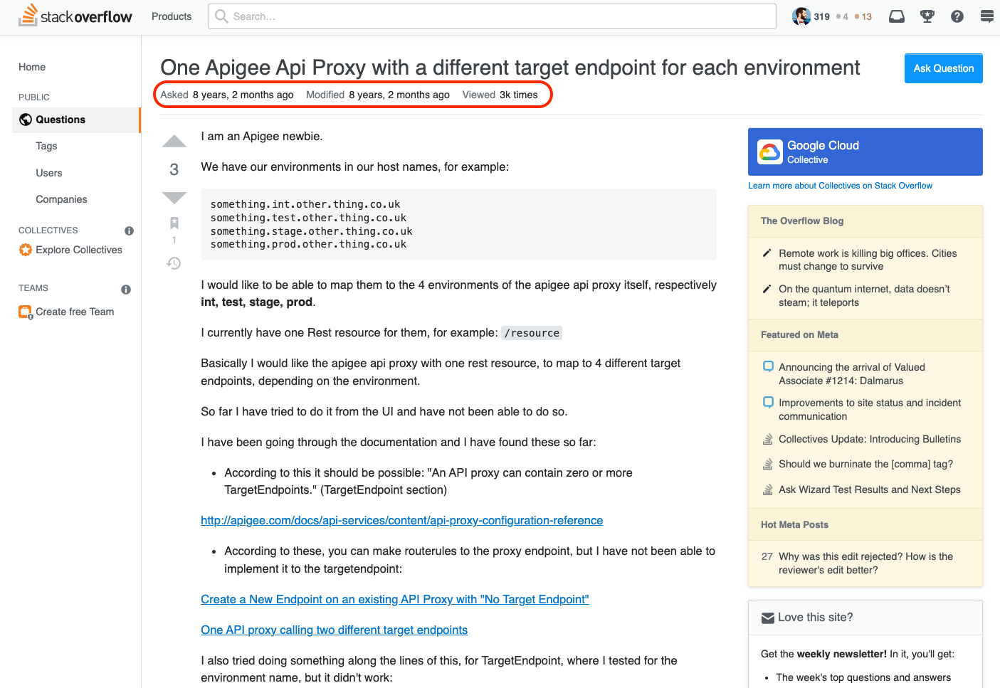 stackoverflow
Products
Search...
319 4 13
Home
PUBLIC
Questions
Tags
Users
Companies
COLLECTIVES
Explore Collectives
TEAMS
Create free Team
One Apigee Api Proxy with a different target endpoint for each environment
Ask Question
Asked 8 years, 2 months ago Modified 8 years, 2 months ago Viewed 3k times
3
1
I am an Apigee newbie.
We have our environments in our host names, for example:
something.int.other.thing.co.uk
something.test.other.thing.co.uk
something.stage.other.thing.co.uk
something.prod.other.thing.co.uk
I would like to be able to map them to the 4 environments of the apigee api proxy itself, respectively
int, test, stage, prod.
I currently have one Rest resource for them, for example: /resource
Basically I would like the apigee api proxy with one rest resource, to map to 4 different target
endpoints, depending on the environment.
So far I have tried to do it from the UI and have not been able to do so.
I have been going through the documentation and I have found these so far:
• According to this it should be possible: "An API proxy can contain zero or more
TargetEndpoints." (TargetEndpoint section)
http://apigee.com/docs/api-services/content/api-proxy-configuration-reference
• According to these, you can make routerules to the proxy endpoint, but I have not been able to
implement it to the targetendpoint:
Create a New Endpoint on an existing API Proxy with "No Target Endpoint"
One API proxy calling two different target endpoints
I also tried doing something along the lines of this, for TargetEndpoint, where I tested for the
environment name, but it didn't work:
Google Cloud
Collective
Learn more about Collectives on Stack Overflow
The Overflow Blog
Remote work is killing big offices. Cities
must change to survive
On the quantum internet, data doesn't
steam; it teleports
Featured on Meta
Announcing the arrival of Valued
Associate #1214: Dalmarus
Improvements to site status and incident
communication
Collectives Update: Introducing Bulletins
Should we burninate the [comma] tag?
Ask Wizard Test Results and Next Steps
Hot Meta Posts
27 Why was this edit rejected? How is the
reviewer's edit better?
Love this site?
Get the weekly newsletter! In it, you'll get:
• The week's top questions and answers